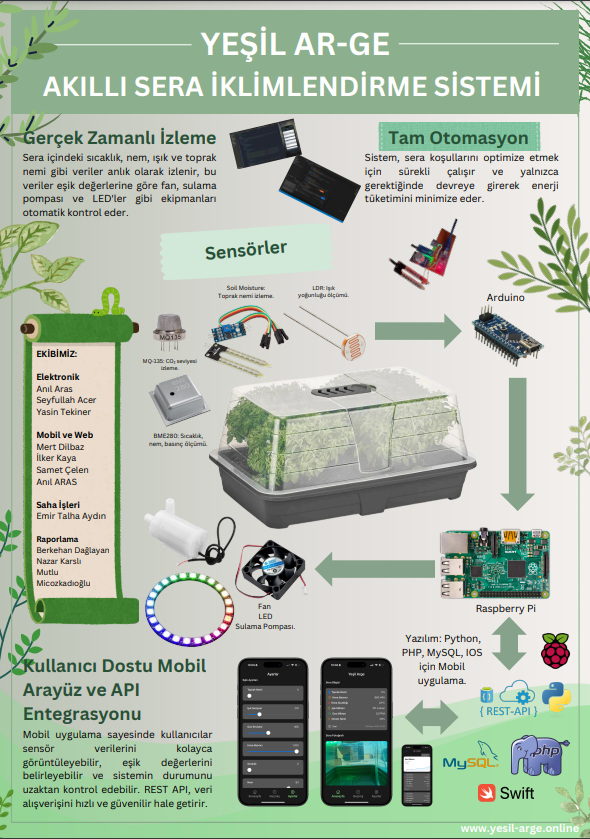 YEŞİL AR-GE
AKILLI SERA İKLİMLENDİRME SİSTEMİ
Gerçek Zamanlı İzleme
Sera içindeki sıcaklık, nem, ışık ve toprak
nemi gibi veriler anlık olarak izlenir, bu
veriler eşik değerlerine göre fan, sulama
pompası ve LED'ler gibi ekipmanları
otomatik kontrol eder.
Tam Otomasyon
Sistem, sera koşullarını optimize etmek
için sürekli çalışır ve yalnızca
gerektiğinde devreye girerek enerji
tüketimini minimize eder.
Sensörler
Soil Moisture:
Toprak nemi izleme.
LDR: Işık
yoğunluğu ölçümü.
Arduino
MQ135
MQ-135: CO₂ seviyesi
izleme.
BME280: Sıcaklık,
nem, basınç ölçümü.
EKİBİMİZ:
Elektronik
Anıl Aras
Seyfullah Acer
Yasin Tekiner
Mobil ve Web
Mert Dilbaz
İlker Kaya
Samet Çelen
Anıl ARAS
Saha İşleri
Emir Talha Aydın
Raporlama
Berkehan Dağlayan
Nazar Karslı
Mutlu
Micozkadıoğlu
Fan
LED
Sulama Pompası.
Raspberry Pi
Yazılım: Python,
PHP, MySQL, IOS
için Mobil
uygulama.
Kullanıcı Dostu Mobil
Arayüz ve API
Entegrasyonu
Mobil uygulama sayesinde kullanıcılar
sensör verilerini kolayca
görüntüleyebilir, eşik değerlerini
belirleyebilir ve sistemin durumunu
uzaktan kontrol edebilir. REST API, veri
alışverişini hızlı ve güvenilir hale getirir.
Ayarlar
Yeşil Arge
{ REST-API }
MySQL
php
Swift
www.yesil-arge.online